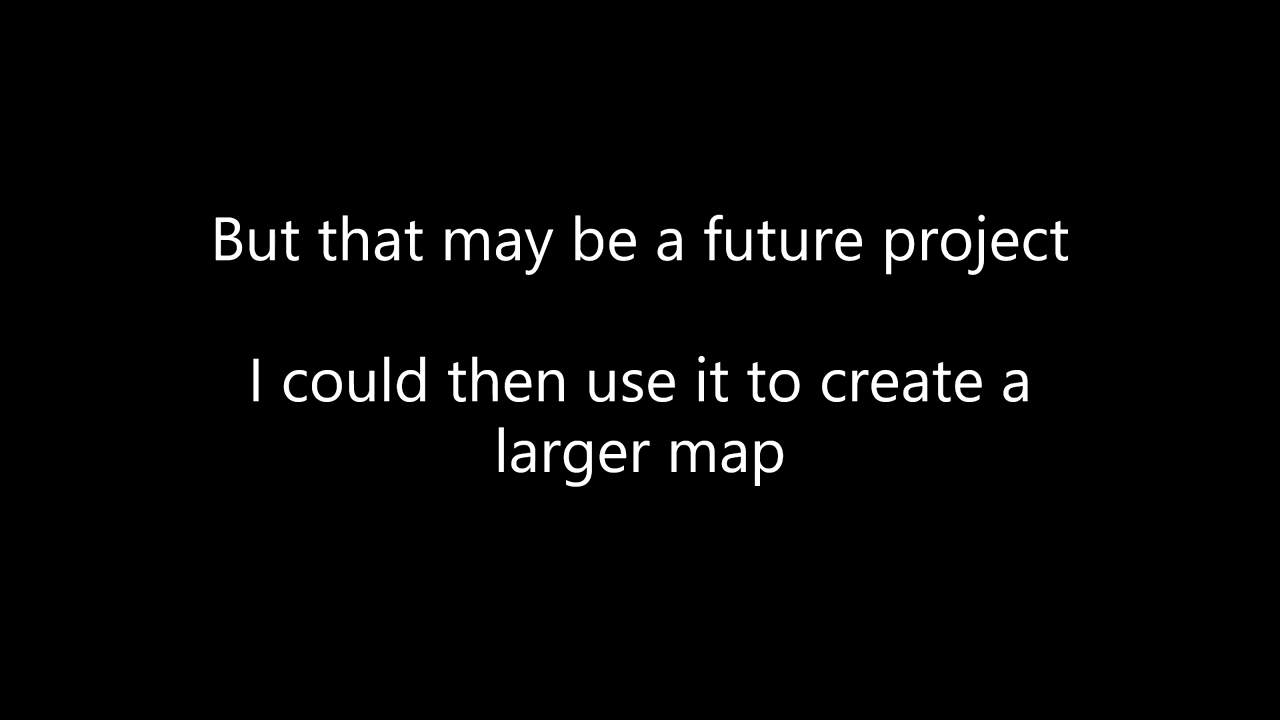 But that may be a future project
I could then use it to create a
larger map